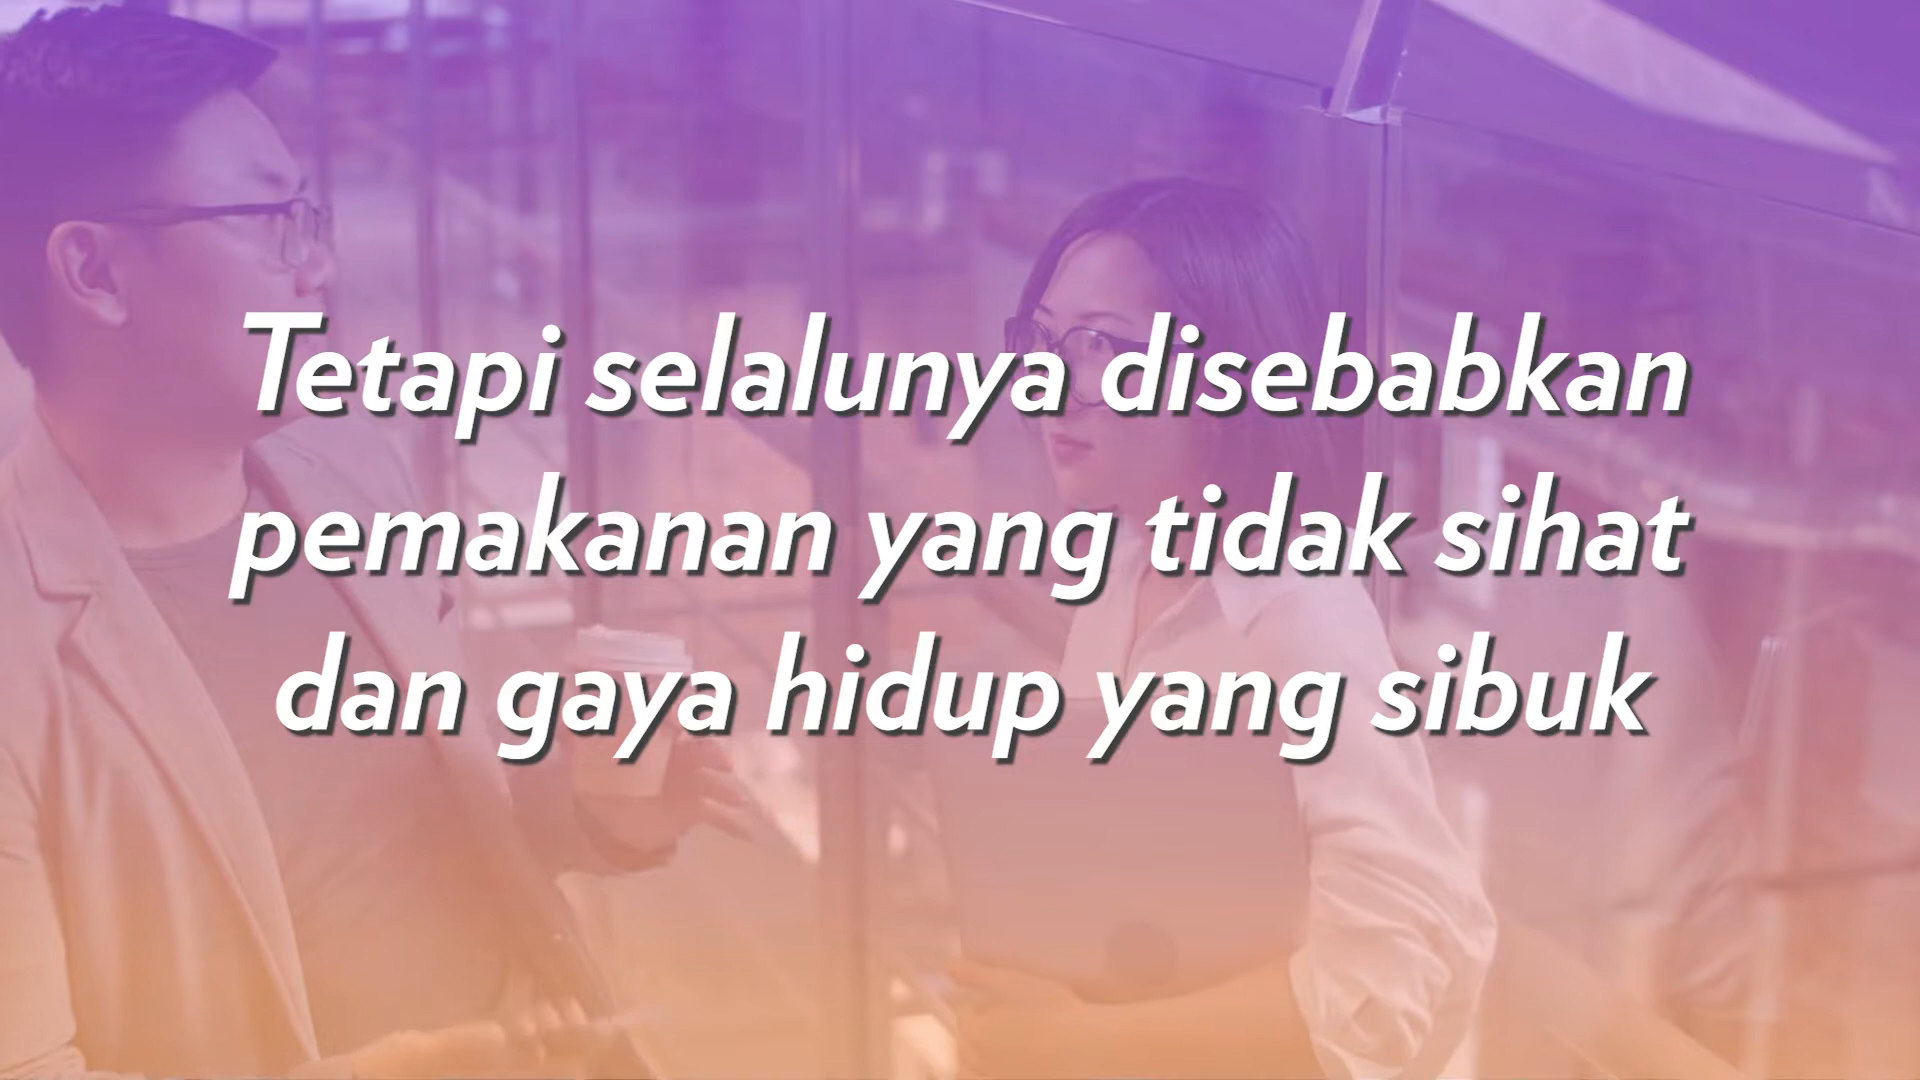 Tetapi selalunya disebabkan
pemakanan yang tidak sihat
dan gaya hidup yang sibuk